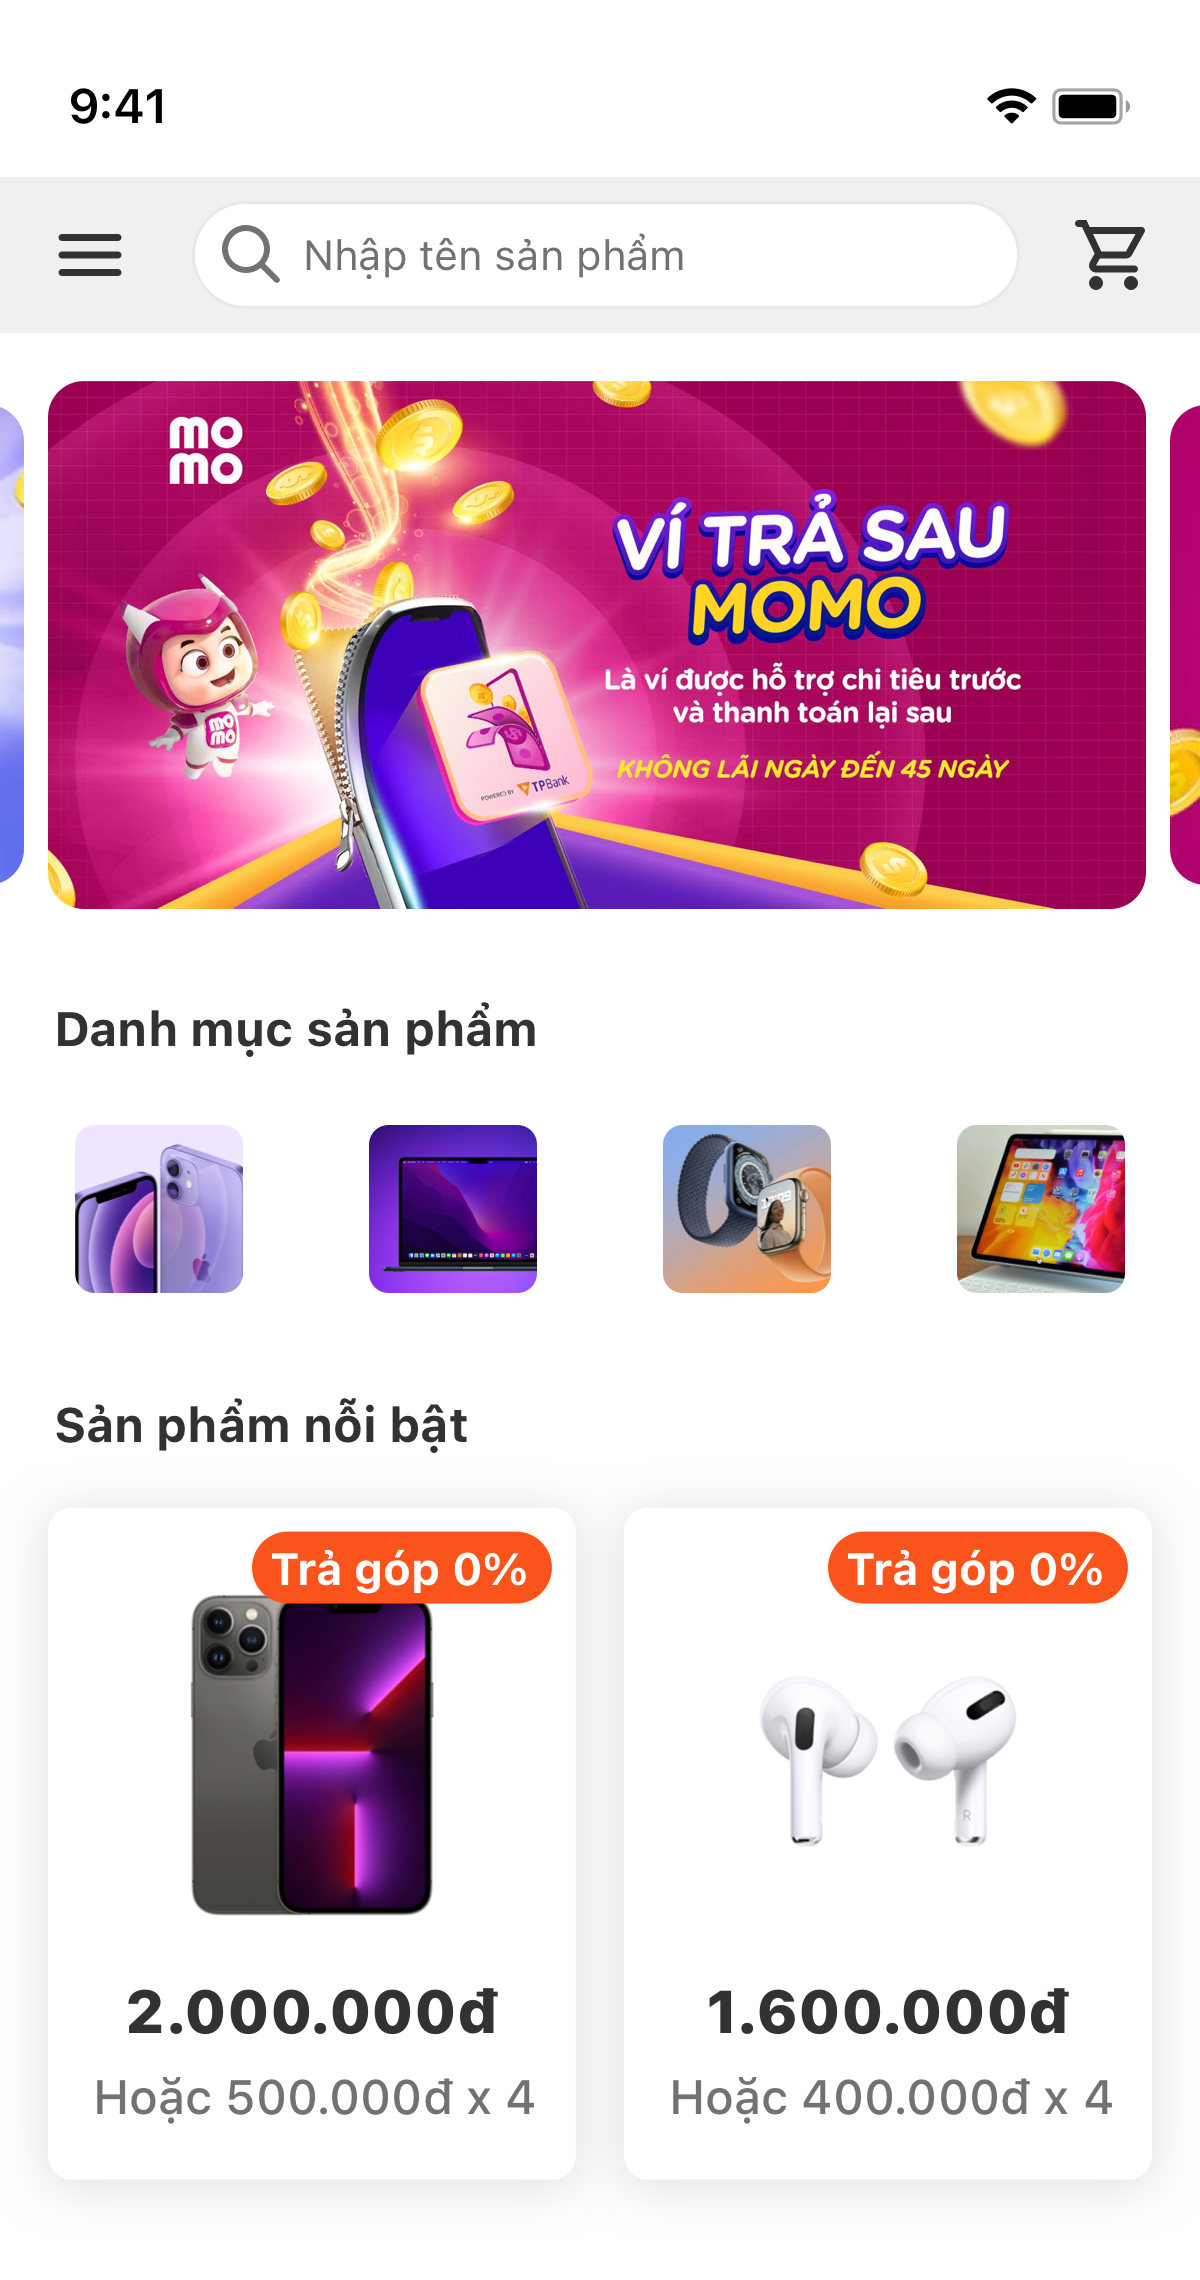 9:41
Nhập tên sản phẩm
mo
mo
VÍ TRẢ SAU
MOMO
Là ví được hỗ trợ chi tiêu trước
và thanh toán lại sau
KHÔNG LÃI NGÀY ĐẾN 45 NGÀY
mo
mo
POWERED BY TPBank
Danh mục sản phẩm
Sản phẩm nỗi bật
Trả góp 0%
Trả góp 0%
R
2.000.000đ
1.600.000đ
Hoặc 500.000đ x 4
Hoặc 400.000đ x 4